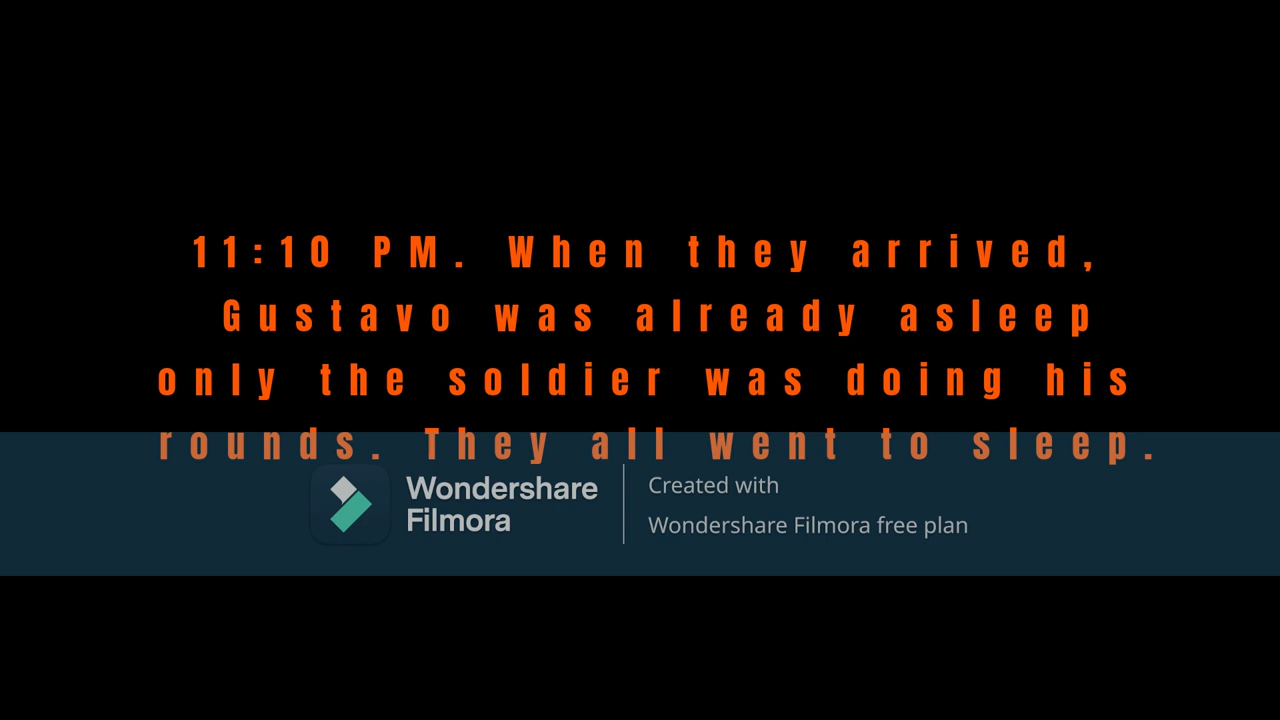 11:10 PM. When they arrived,
Gustavo was already asleep
only the soldier was doing his
rounds. They all went to sleep.
Wondershare
Filmora
Created with
Wondershare Filmora free plan